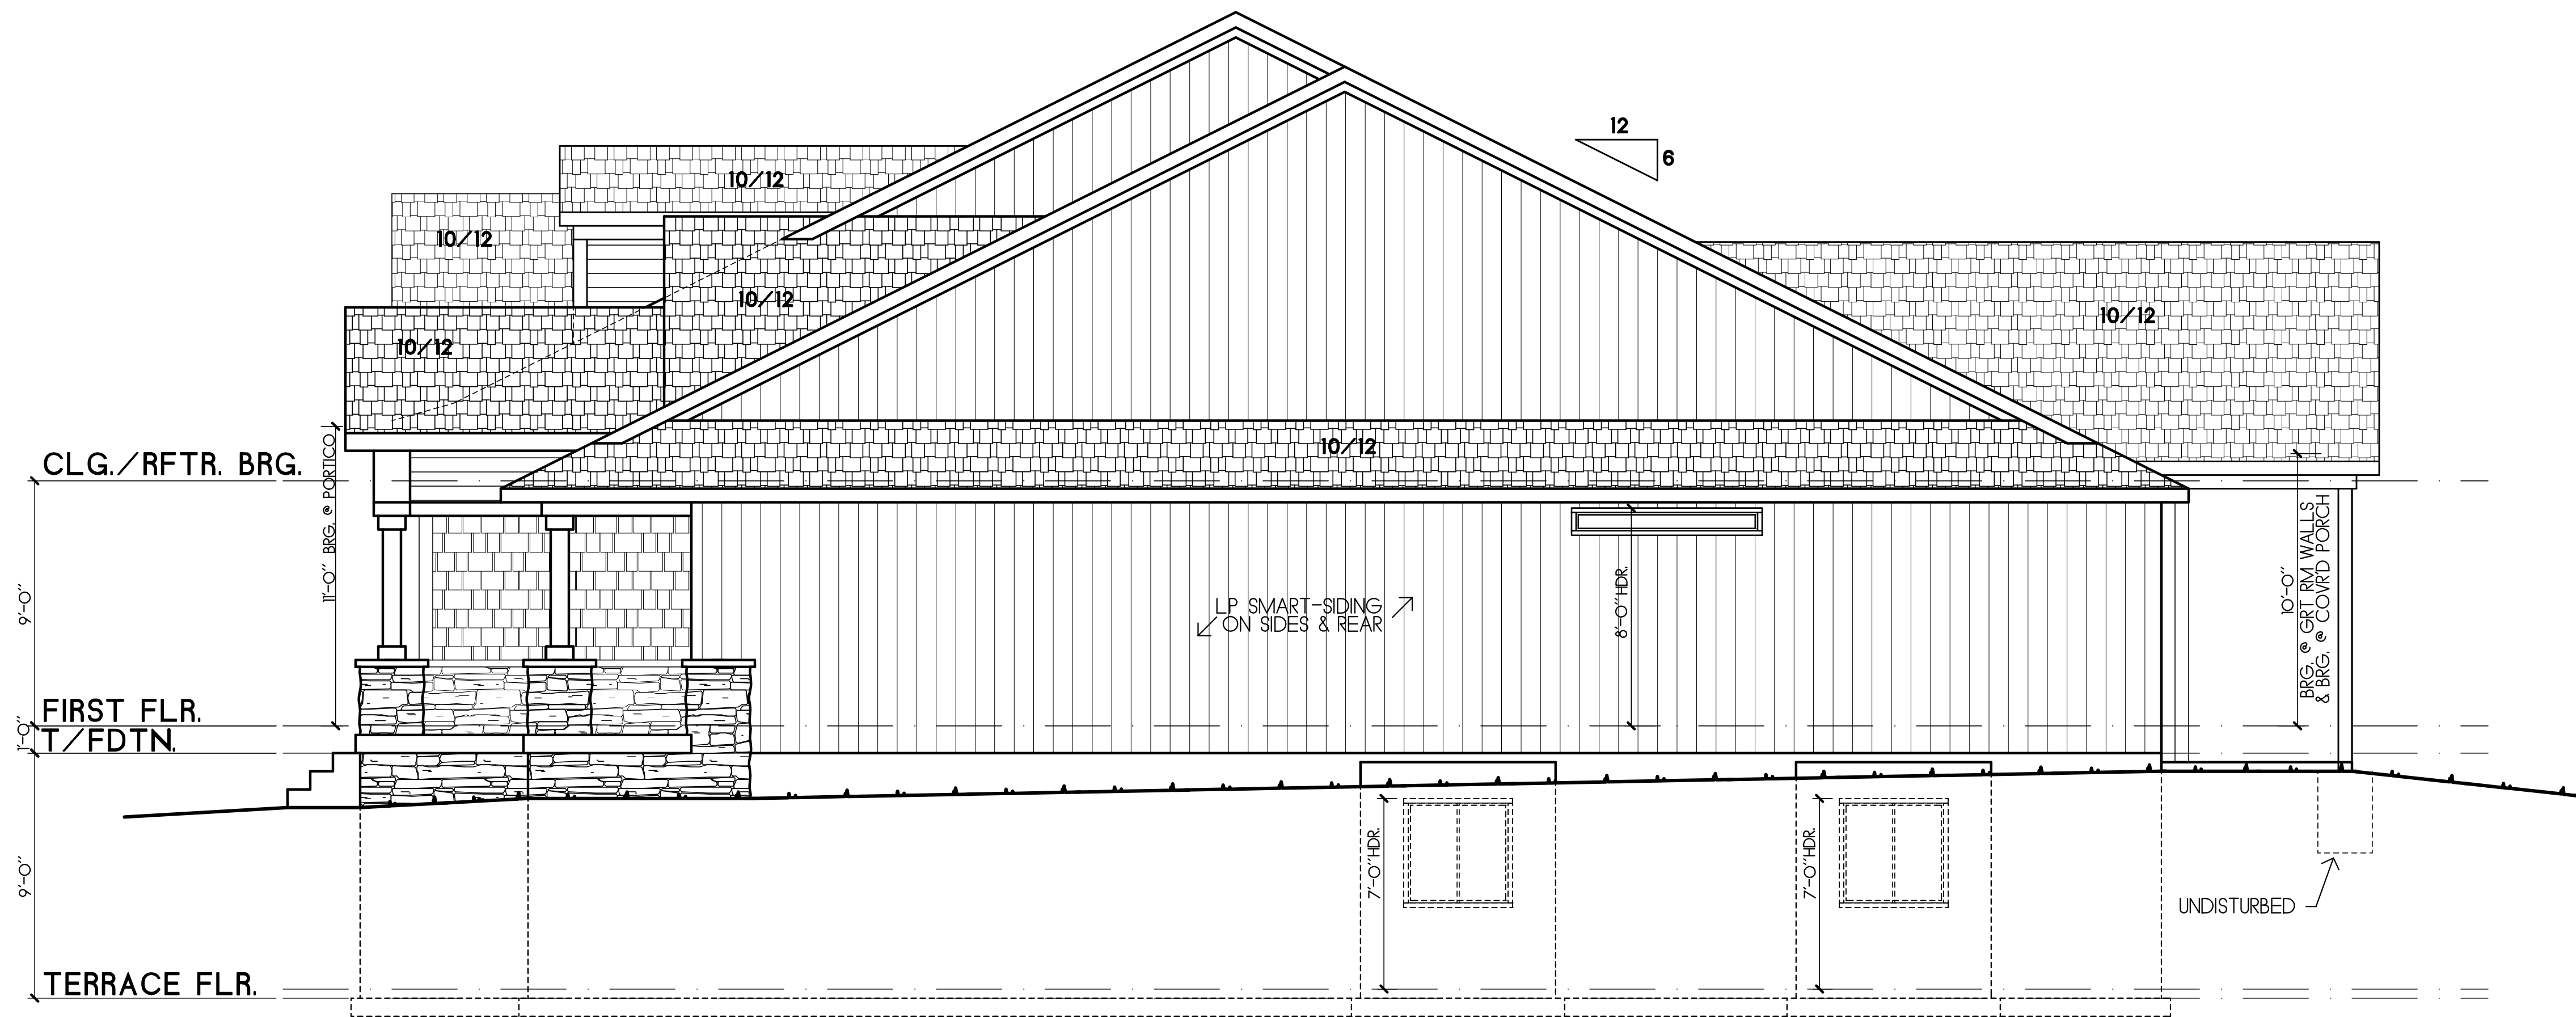 12
6
10/12
10/12
10/12
10/12
10/12
10/12
CLG./RFTR. BRG.
11'-0" BRG. @ PORTICO
9'-0"
8'-0" HDR.
LP SMART-SIDING
ON SIDES & REAR
10'-0"
BRG. @ GRT RM WALLS
& BRG. @ COVR'D PORCH
FIRST FLR.
1'-0"
T/FDTN.
9'-0"
7'-0" HDR.
7'-0" HDR.
UNDISTURBED
TERRACE FLR.